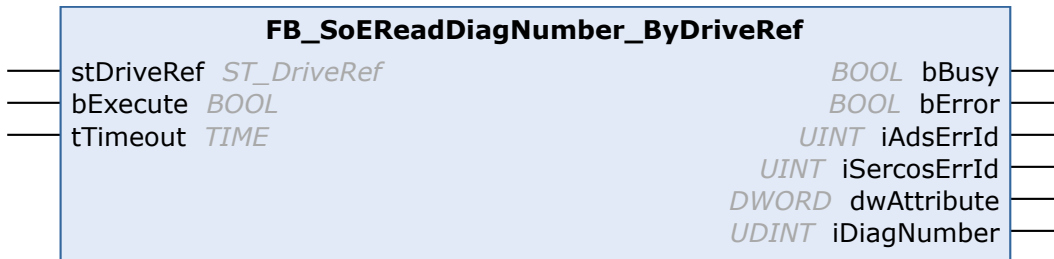 FB_SoEReadDiagNumber_ByDriveRef
stDriveRef ST_DriveRef BOOL bBusy
bExecute BOOL BOOL bError
tTimeout TIME UINT iAdsErrId
UINT iSercosErrId
DWORD dwAttribute
UDINT iDiagNumber